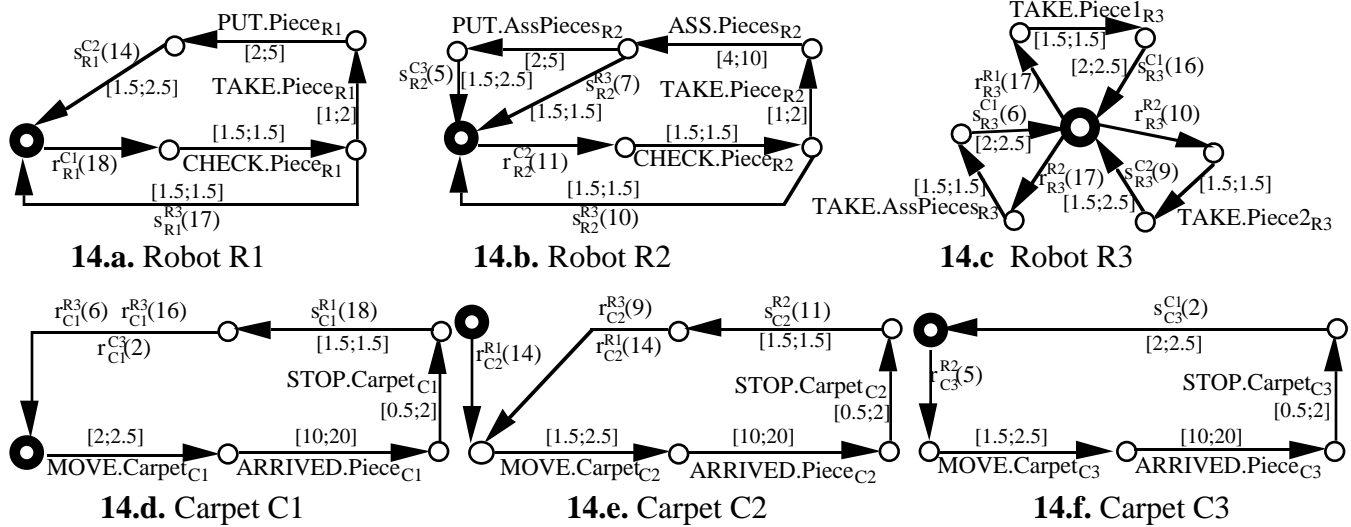 PUT.Piece_R1
[2;5]
s_R1^C2(14)
[1.5;2.5]
TAKE.Piece_R1
[1;2]
[1.5;1.5]
r_R1^C1(18)
CHECK.Piece_R1
[1.5;1.5]
s_R1^R3(17)
14.a. Robot R1
PUT.AssPieces_R2
ASS.Pieces_R2
[2;5]
[4;10]
s_R2^C3(5)
[1.5;2.5]
s_R2^R3(7)
[1.5;1.5]
TAKE.Piece_R2
[1;2]
[1.5;1.5]
r_R2^C2(11)
CHECK.Piece_R2
[1.5;1.5]
s_R2^R3(10)
14.b. Robot R2
TAKE.Piece1_R3
[1.5;1.5]
[2;2.5]
s_R3^C1(16)
r_R3^R1(17)
s_R3^C1(6)
[2;2.5]
r_R3^R2(10)
r_R3^R2(17)
s_R3^C2(9)
[1.5;1.5]
[1.5;1.5]
[1.5;2.5]
TAKE.AssPieces_R3
TAKE.Piece2_R3
14.c Robot R3
r_C1^R3(6) r_C1^R3(16)
r_C1^C3(2)
s_C1^R1(18)
[1.5;1.5]
STOP.Carpet_C1
[0.5;2]
[2;2.5]
[10;20]
MOVE.Carpet_C1
ARRIVED.Piece_C1
14.d. Carpet C1
r_C2^R1(14)
r_C2^R3(9)
r_C2^R1(14)
s_C2^R2(11)
[1.5;1.5]
STOP.Carpet_C2
[0.5;2]
[1.5;2.5]
[10;20]
MOVE.Carpet_C2
ARRIVED.Piece_C2
14.e. Carpet C2
s_C3^C1(2)
[2;2.5]
r_C3^R2(5)
STOP.Carpet_C3
[0.5;2]
[1.5;2.5]
[10;20]
MOVE.Carpet_C3
ARRIVED.Piece_C3
14.f. Carpet C3